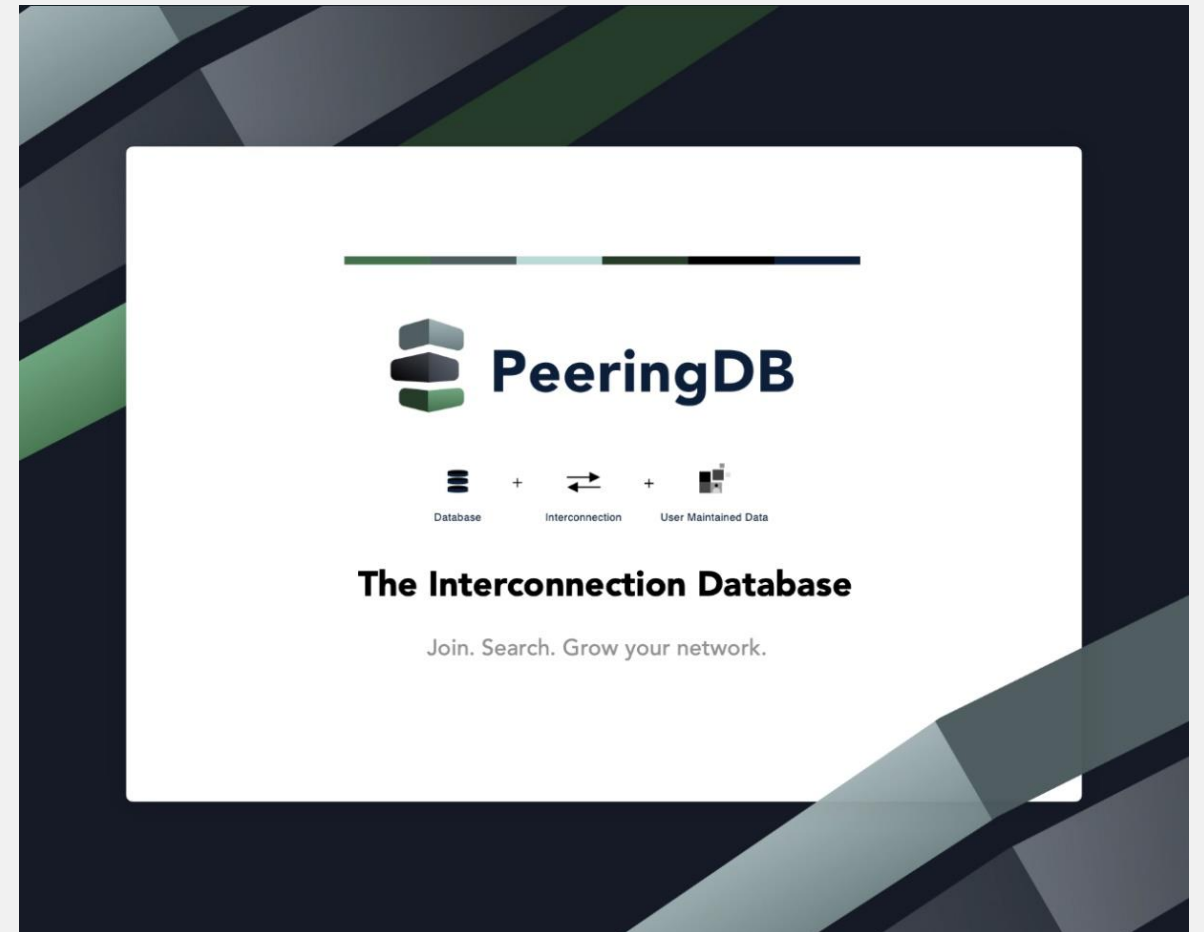 PeeringDB
+ +
Database Interconnection User Maintained Data
The Interconnection Database
Join. Search. Grow your network.